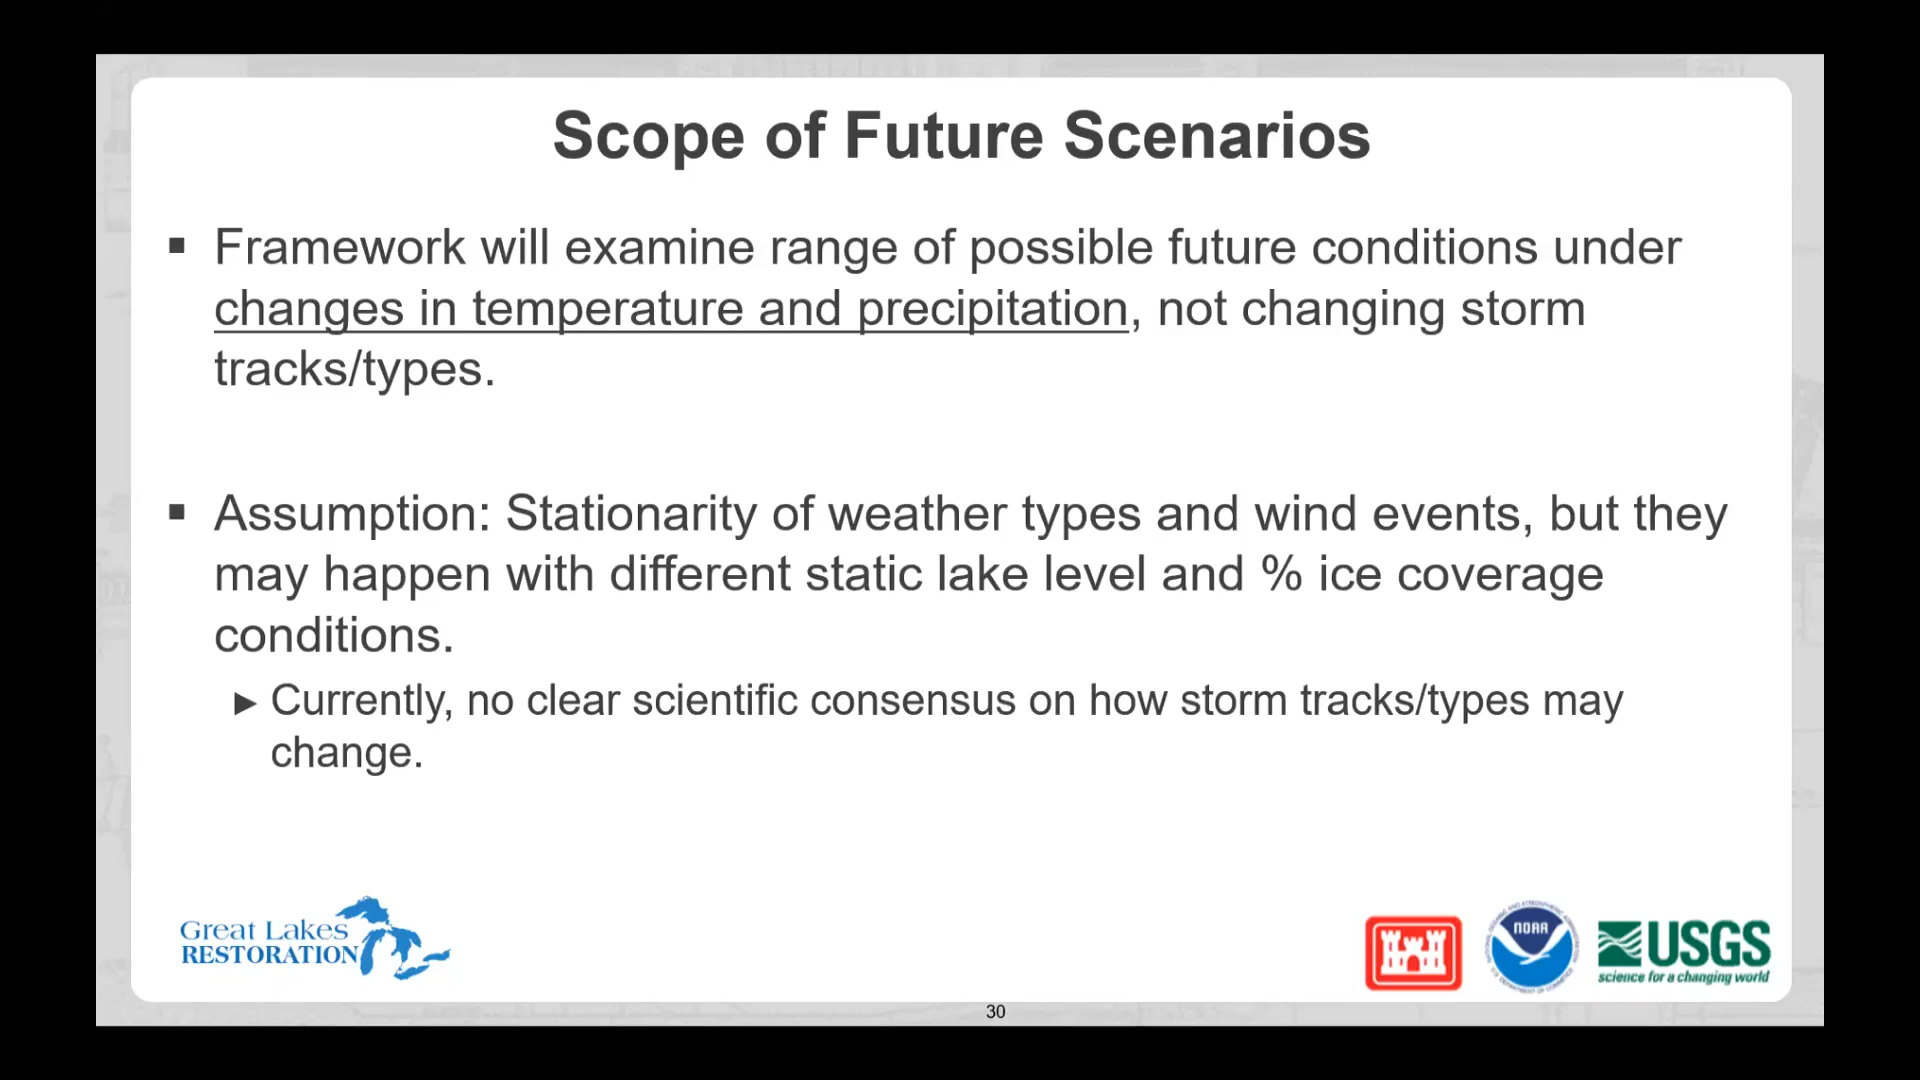 Scope of Future Scenarios
▪ Framework will examine range of possible future conditions under
changes in temperature and precipitation, not changing storm
tracks/types.
▪ Assumption: Stationarity of weather types and wind events, but they
may happen with different static lake level and % ice coverage
conditions.
► Currently, no clear scientific consensus on how storm tracks/types may
change.
Great Lakes
RESTORATION
NOAA
USGS
science for a changing world
30